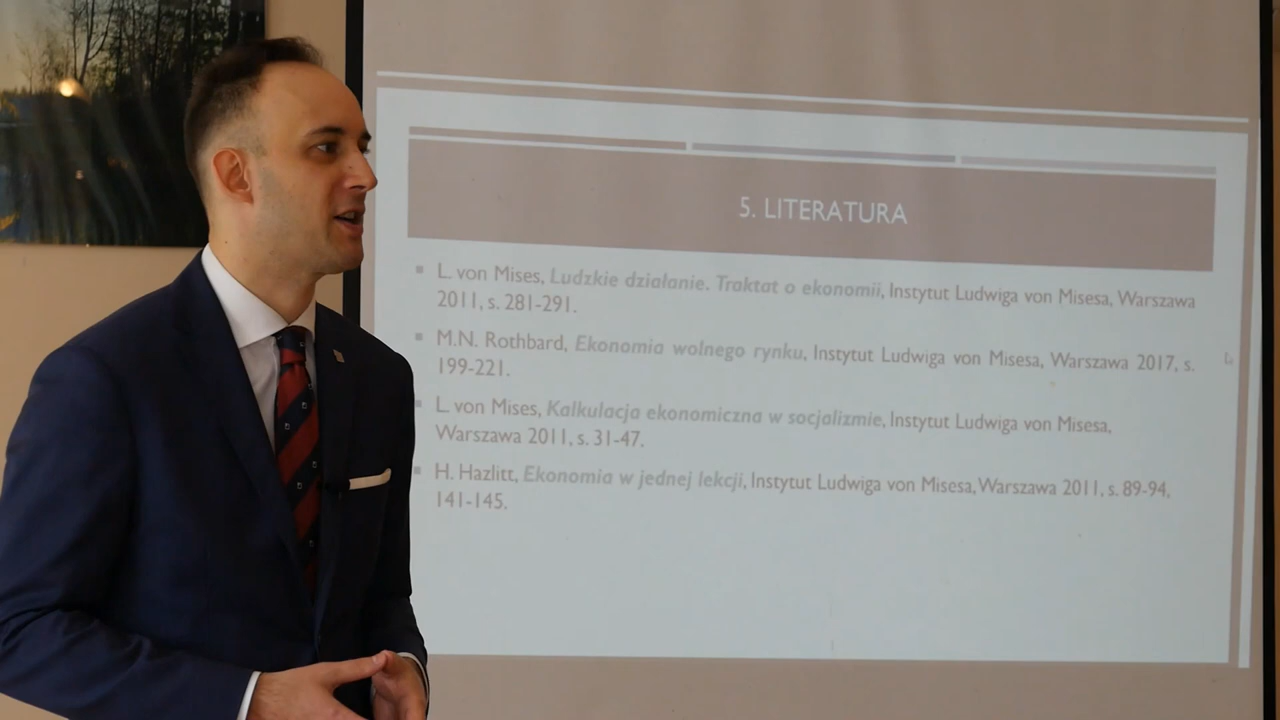 5. LITERATURA
L. von Mises, Ludzkie działanie. Traktat o ekonomii, Instytut Ludwiga von Misesa, Warszawa
2011, s. 281-291.
M.N. Rothbard, Ekonomia wolnego rynku, Instytut Ludwiga von Misesa, Warszawa 2017, s.
199-221.
L. von Mises, Kalkulacja ekonomiczna w socjalizmie, Instytut Ludwiga von Misesa,
Warszawa 2011, s. 31-47.
H. Hazlitt, Ekonomia w jednej lekcji, Instytut Ludwiga von Misesa, Warszawa 2011, s. 89-94,
141-145.